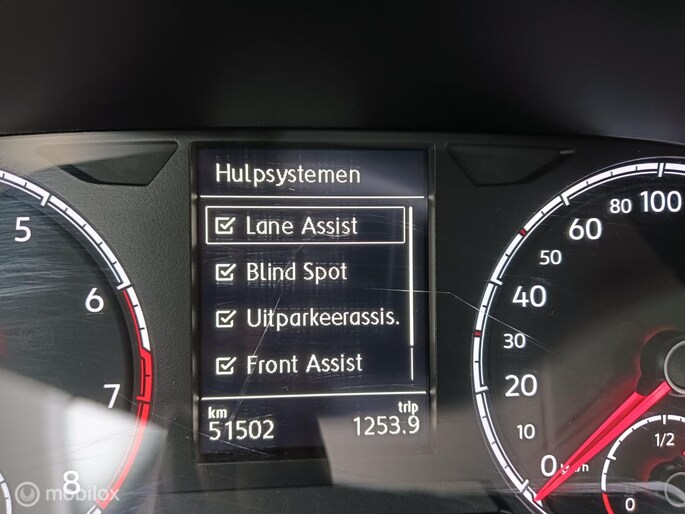 Hulpsystemen
Lane Assist
Blind Spot
Uitparkeerassis.
Front Assist
km
trip
51502
1253.9
5
6
7
8
0
10
20
30
40
50
60
80
100
1/2
0
© mobilox